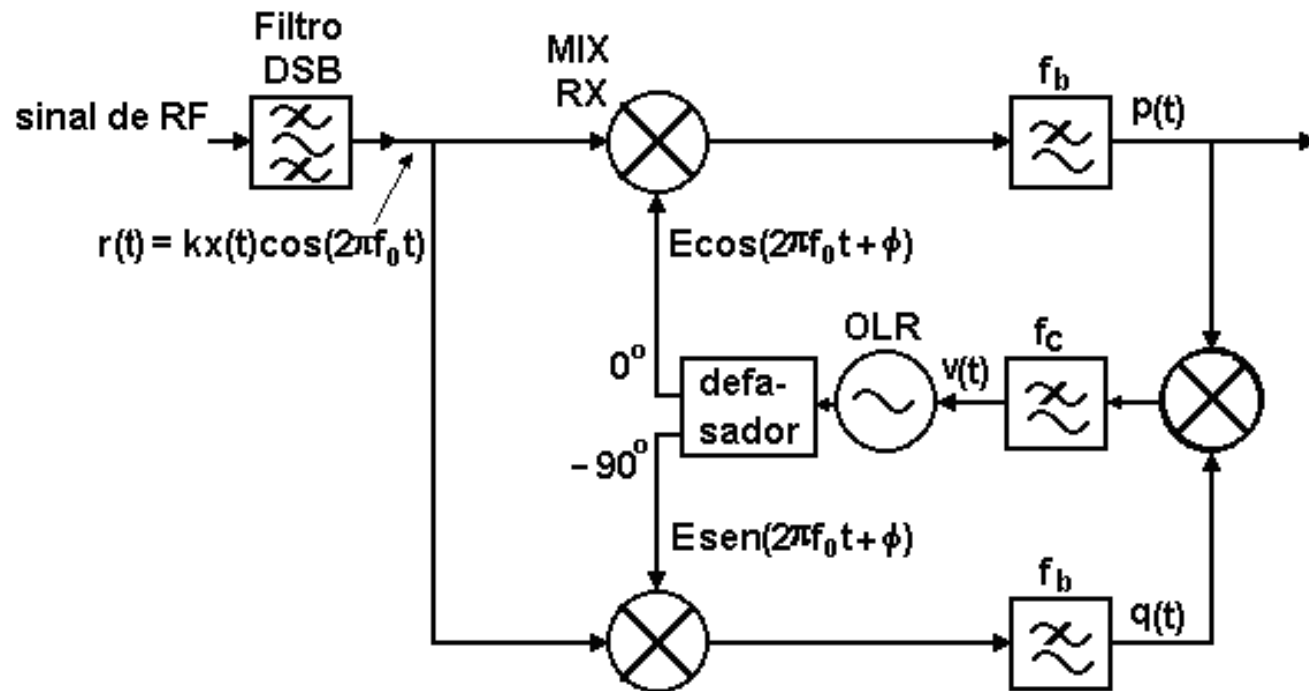 Filtro
DSB
MIX
RX
f_b
p(t)
sinal de RF
r(t) = kx(t)cos(2πf₀t)
Ecos(2πf₀t + ϕ)
OLR
f_c
v(t)
0°
defa-
sador
–90°
Esen(2πf₀t + ϕ)
f_b
q(t)